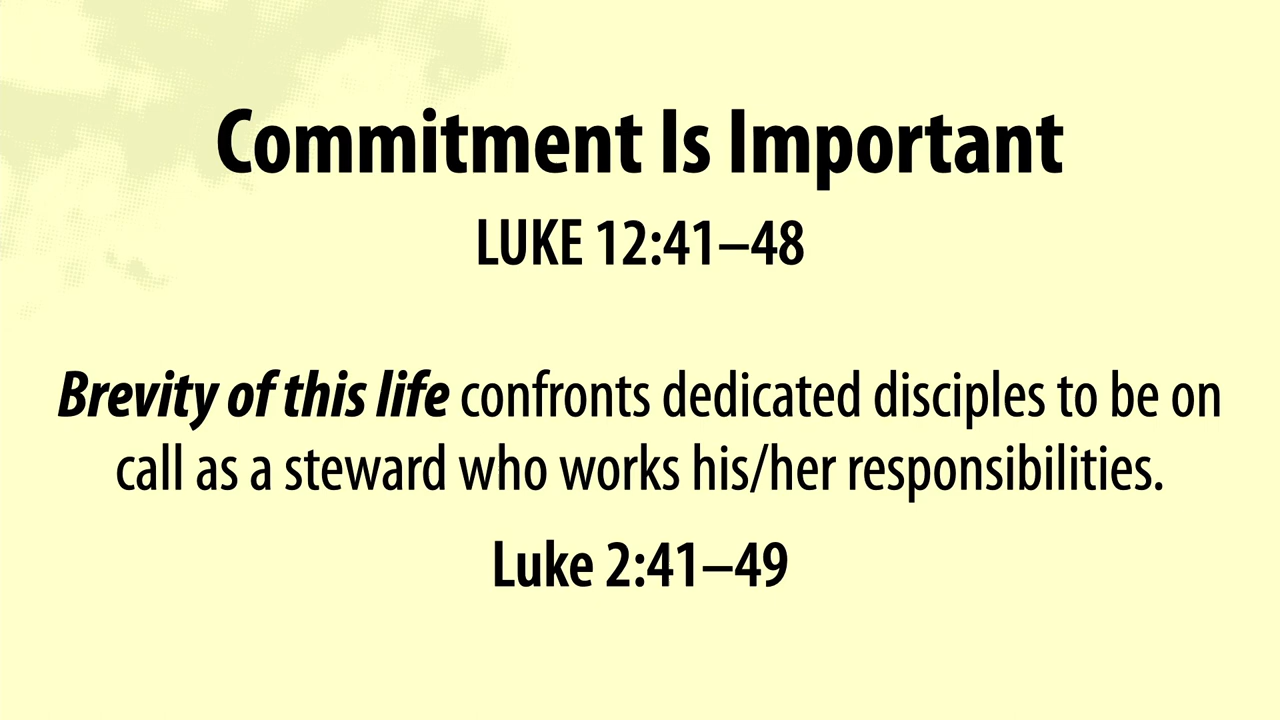 Commitment Is Important
LUKE 12:41–48
Brevity of this life confronts dedicated disciples to be on
call as a steward who works his/her responsibilities.
Luke 2:41–49